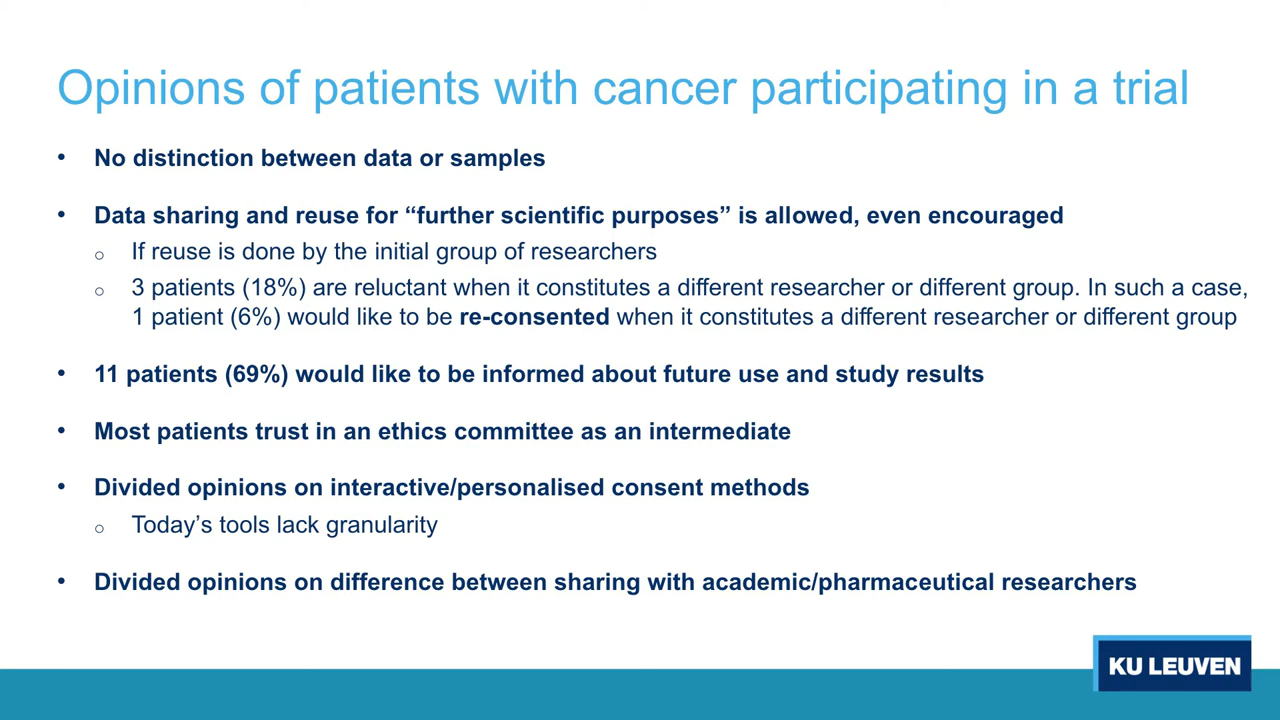 Opinions of patients with cancer participating in a trial
• No distinction between data or samples
• Data sharing and reuse for “further scientific purposes” is allowed, even encouraged
o If reuse is done by the initial group of researchers
o 3 patients (18%) are reluctant when it constitutes a different researcher or different group. In such a case,
1 patient (6%) would like to be re-consented when it constitutes a different researcher or different group
• 11 patients (69%) would like to be informed about future use and study results
• Most patients trust in an ethics committee as an intermediate
• Divided opinions on interactive/personalised consent methods
o Today’s tools lack granularity
• Divided opinions on difference between sharing with academic/pharmaceutical researchers
KU LEUVEN